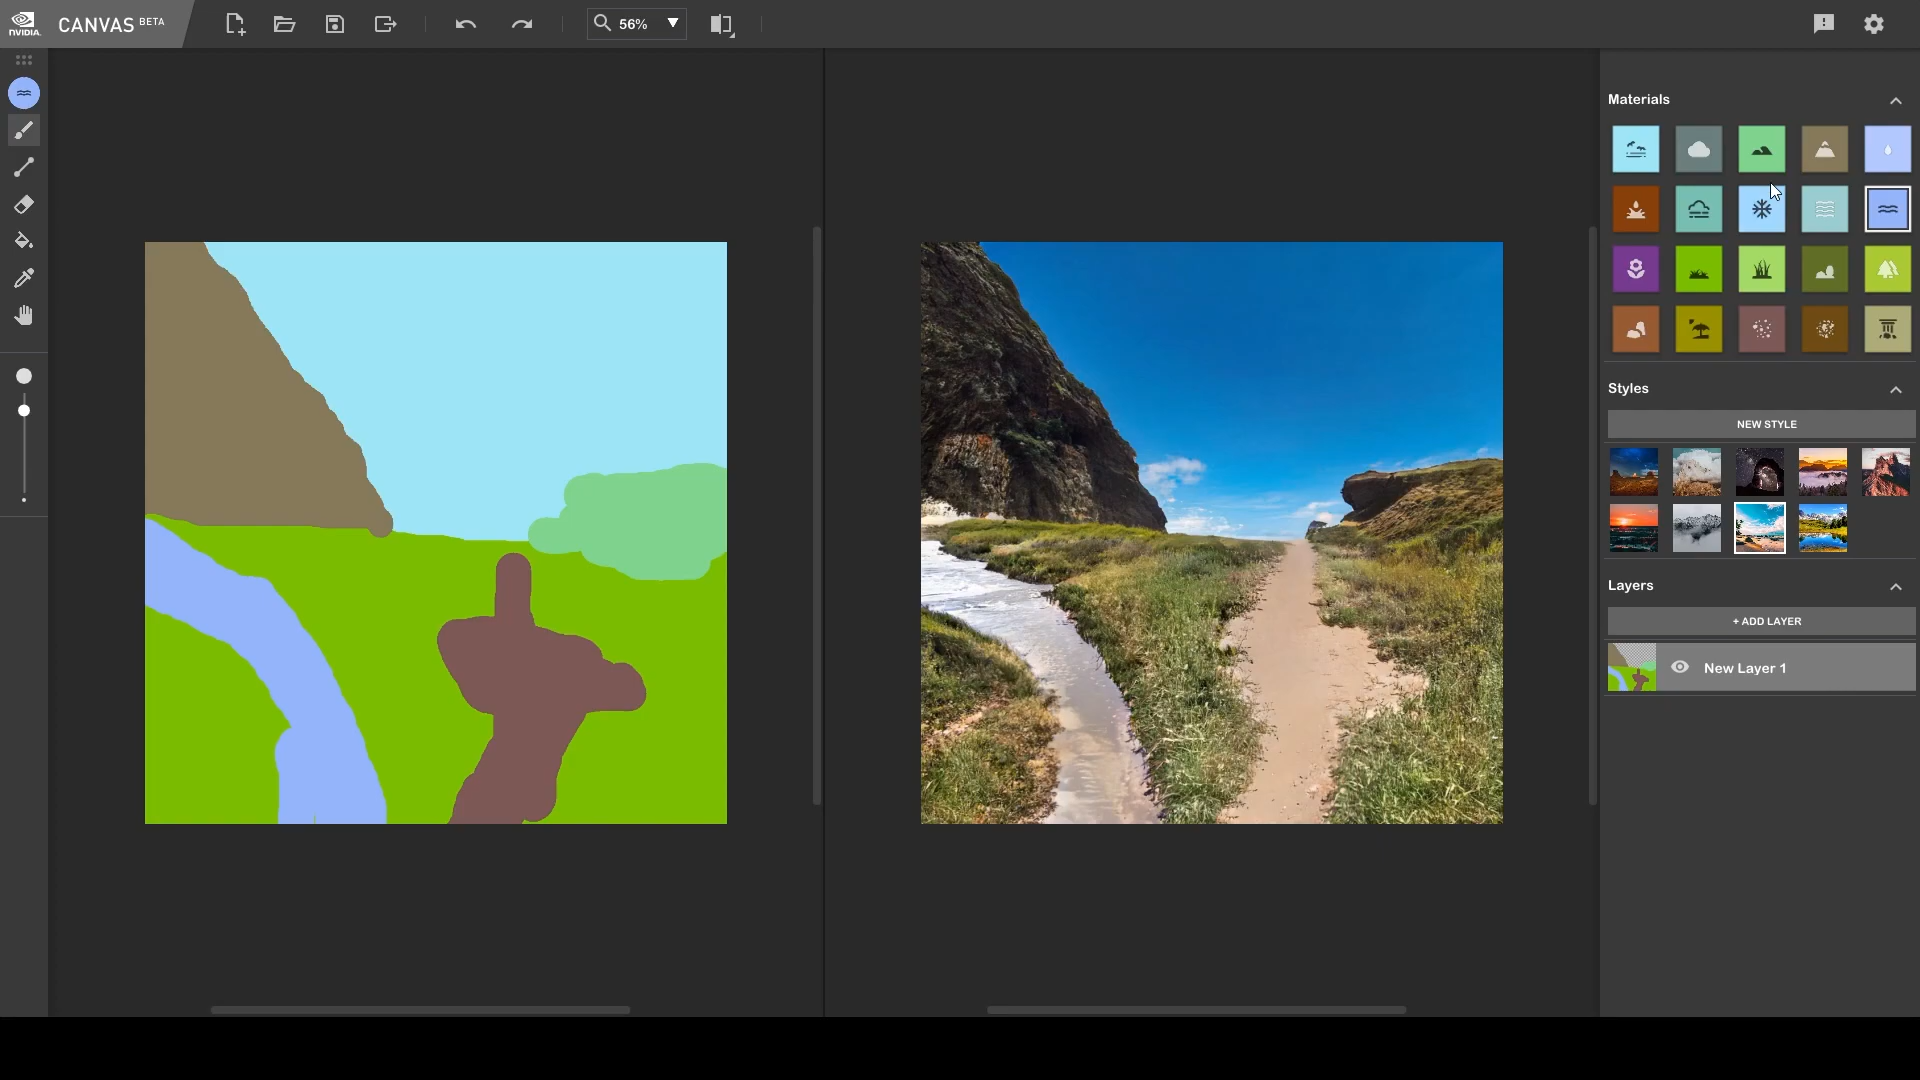 NVIDIA. CANVAS BETA
56%
Materials
Styles
NEW STYLE
Layers
+ ADD LAYER
New Layer 1